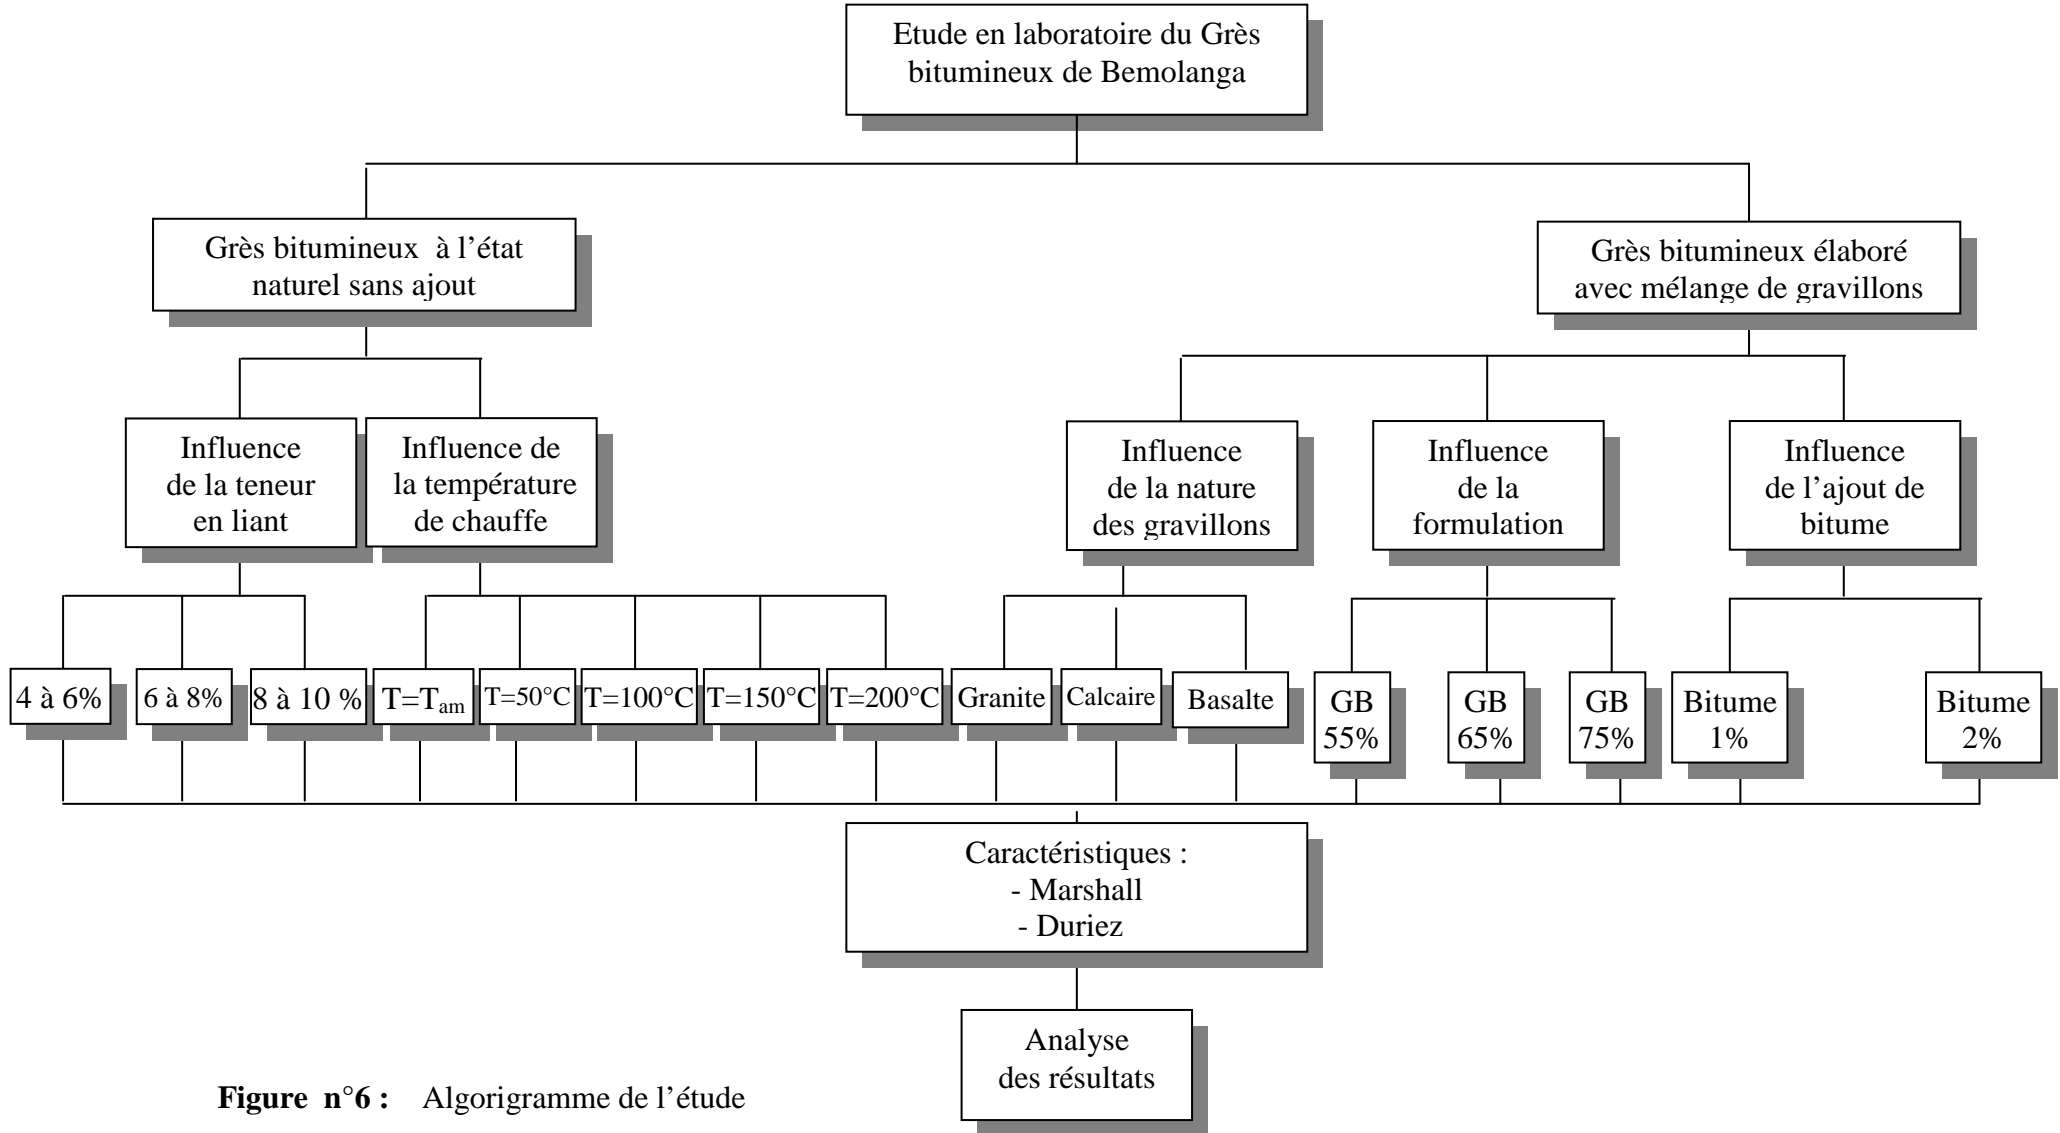 Etude en laboratoire du Grès
bitumineux de Bemolanga
Grès bitumineux à l’état
naturel sans ajout
Grès bitumineux élaboré
avec mélange de gravillons
Influence
de la teneur
en liant
Influence de
la température
de chauffe
Influence
de la nature
des gravillons
Influence
de la
formulation
Influence
de l’ajout de
bitume
4 à 6%
6 à 8%
8 à 10 %
T=Tam
T=50°C
T=100°C
T=150°C
T=200°C
Granite
Calcaire
Basalte
GB
55%
GB
65%
GB
75%
Bitume
1%
Bitume
2%
Caractéristiques :
- Marshall
- Duriez
Analyse
des résultats
Figure n°6 : Algorigramme de l’étude